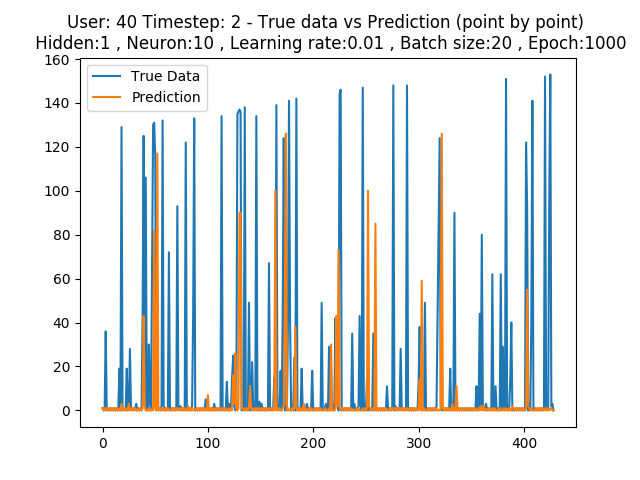 User: 40 Timestep: 2 - True data vs Prediction (point by point)
Hidden:1 , Neuron:10 , Learning rate:0.01 , Batch size:20 , Epoch:1000
160
140
120
100
80
60
40
20
0
True Data
Prediction
0 100 200 300 400